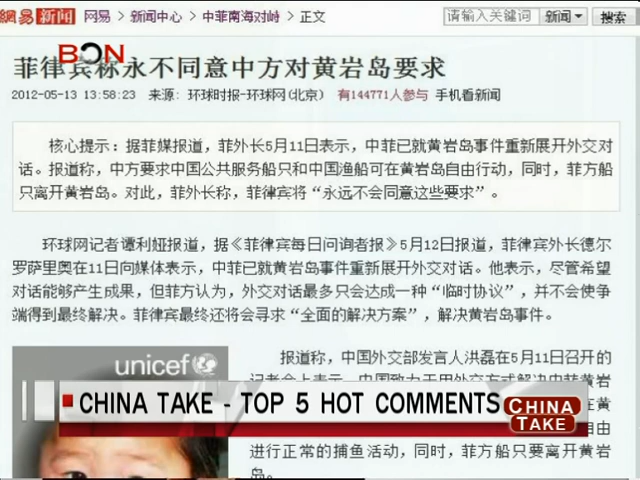 網易 新闻 网易 > 新闻中心 > 中菲南海对峙 > 正文 请输入关键词 新闻 搜索
BON
菲律宾称永不同意中方对黄岩岛要求
2012-05-13 13:58:23 来源: 环球时报-环球网(北京) 有144771人参与 手机看新闻
核心提示：据菲媒报道，菲外长5月11日表示，中菲已就黄岩岛事件重新展开外交对
话。报道称，中方要求中国公共服务船只和中国渔船可在黄岩岛自由行动，同时，菲方船
只离开黄岩岛。对此，菲外长称，菲律宾将“永远不会同意这些要求”。
环球网记者谭利娅报道，据《菲律宾每日问询者报》5月12日报道，菲律宾外长德尔
罗萨里奥在11日向媒体表示，中菲已就黄岩岛事件重新展开外交对话。他表示，尽管希望
对话能够产生成果，但菲方认为，外交对话最多只会达成一种“临时协议”，并不会使争
端得到最终解决。菲律宾最终还将会寻求“全面的解决方案”，解决黄岩岛事件。
unicef
报道称，中国外交部发言人洪磊在5月11日召开的
CHINA TAKE - TOP 5 HOT COMMENTS
CHINA
TAKE
在黄
自由
进行正常的捕鱼活动，同时，菲方船只要离开黄岩
岛。